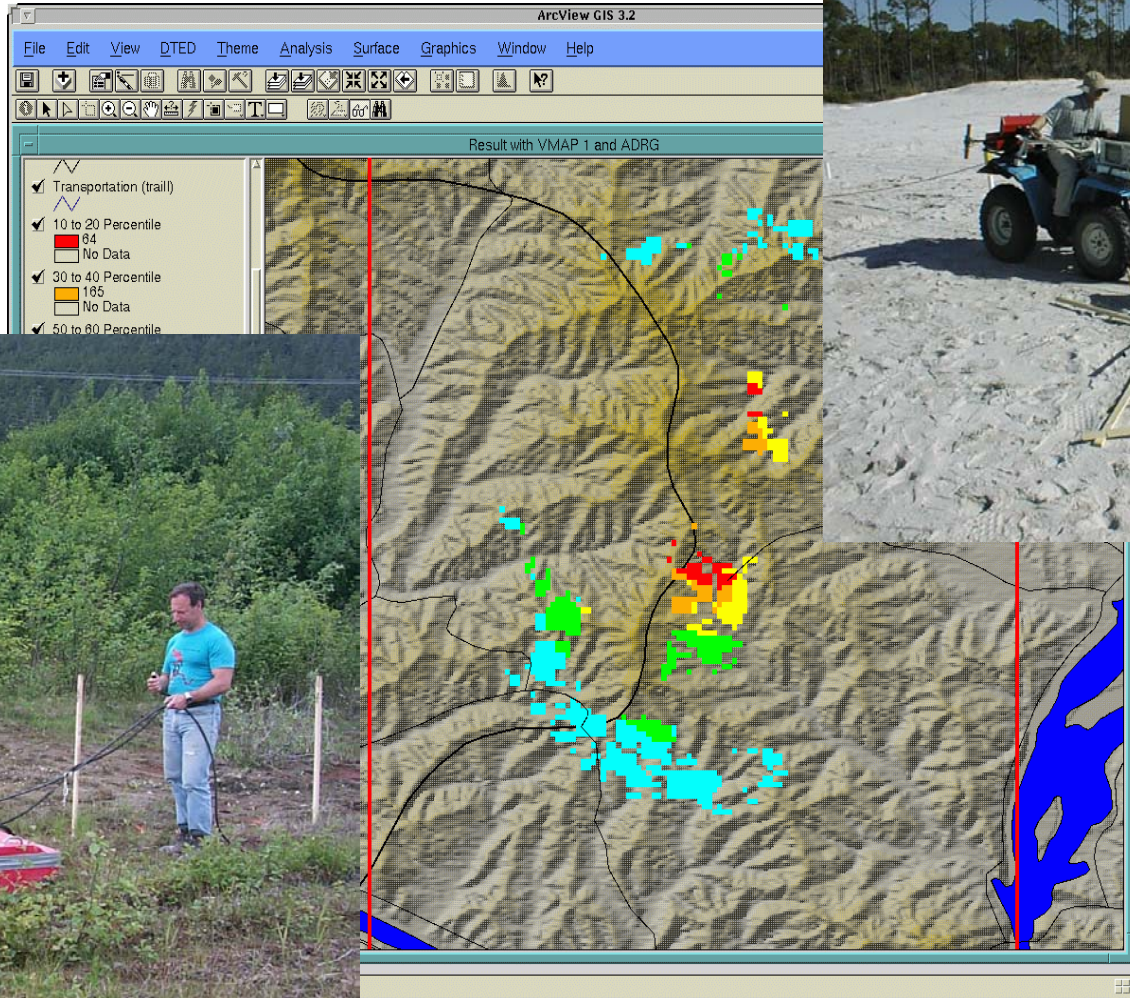 ArcView GIS 3.2
File Edit View DTED Theme Analysis Surface Graphics Window Help
Result with VMAP 1 and ADRG
Transportation (traill)
10 to 20 Percentile
64
No Data
30 to 40 Percentile
165
No Data
50 to 60 Percentile